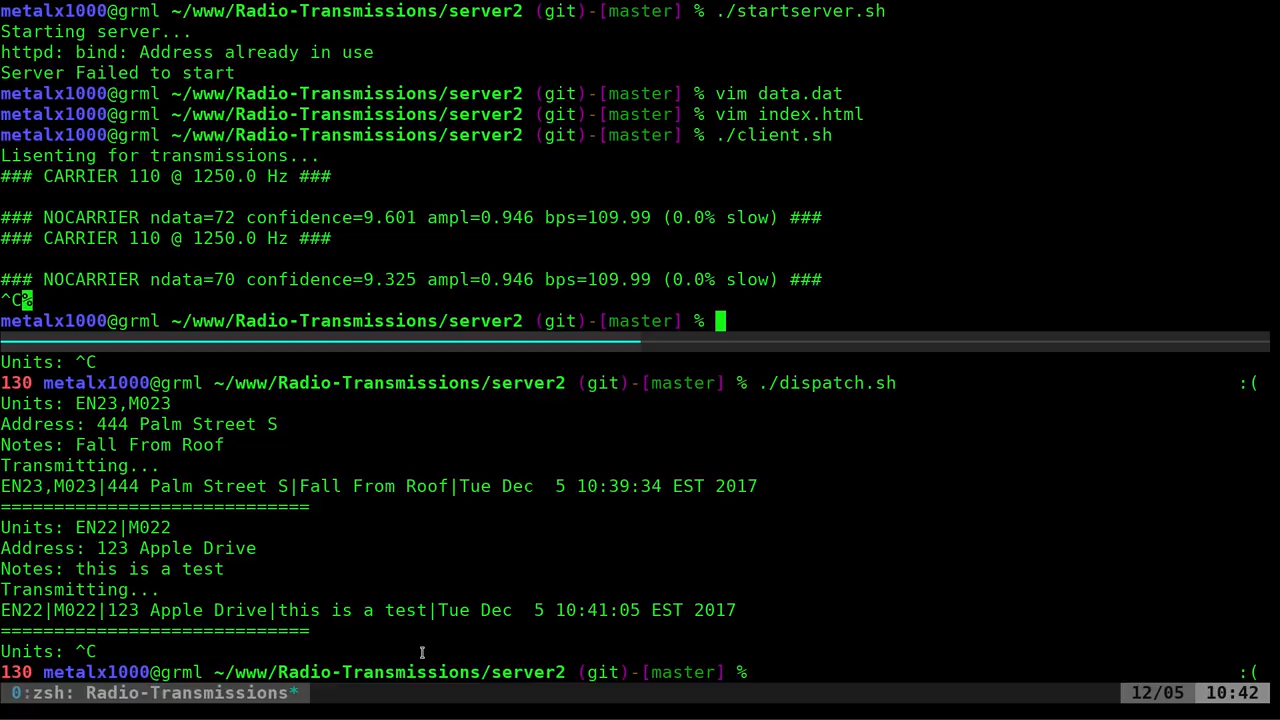 metalx1000@grml ~/www/Radio-Transmissions/server2 (git)-[master] % ./startserver.sh
Starting server...
httpd: bind: Address already in use
Server Failed to start
metalx1000@grml ~/www/Radio-Transmissions/server2 (git)-[master] % vim data.dat
metalx1000@grml ~/www/Radio-Transmissions/server2 (git)-[master] % vim index.html
metalx1000@grml ~/www/Radio-Transmissions/server2 (git)-[master] % ./client.sh
Lisenting for transmissions...
### CARRIER 110 @ 1250.0 Hz ###
### NOCARRIER ndata=72 confidence=9.601 ampl=0.946 bps=109.99 (0.0% slow) ###
### CARRIER 110 @ 1250.0 Hz ###
### NOCARRIER ndata=70 confidence=9.325 ampl=0.946 bps=109.99 (0.0% slow) ###
^C%
metalx1000@grml ~/www/Radio-Transmissions/server2 (git)-[master] %
Units: ^C
130 metalx1000@grml ~/www/Radio-Transmissions/server2 (git)-[master] % ./dispatch.sh :(
Units: EN23,M023
Address: 444 Palm Street S
Notes: Fall From Roof
Transmitting...
EN23,M023|444 Palm Street S|Fall From Roof|Tue Dec  5 10:39:34 EST 2017
=============================
Units: EN22|M022
Address: 123 Apple Drive
Notes: this is a test
Transmitting...
EN22|M022|123 Apple Drive|this is a test|Tue Dec  5 10:41:05 EST 2017
=============================
Units: ^C
130 metalx1000@grml ~/www/Radio-Transmissions/server2 (git)-[master] % :(
0:zsh: Radio-Transmissions* 12/05 10:42